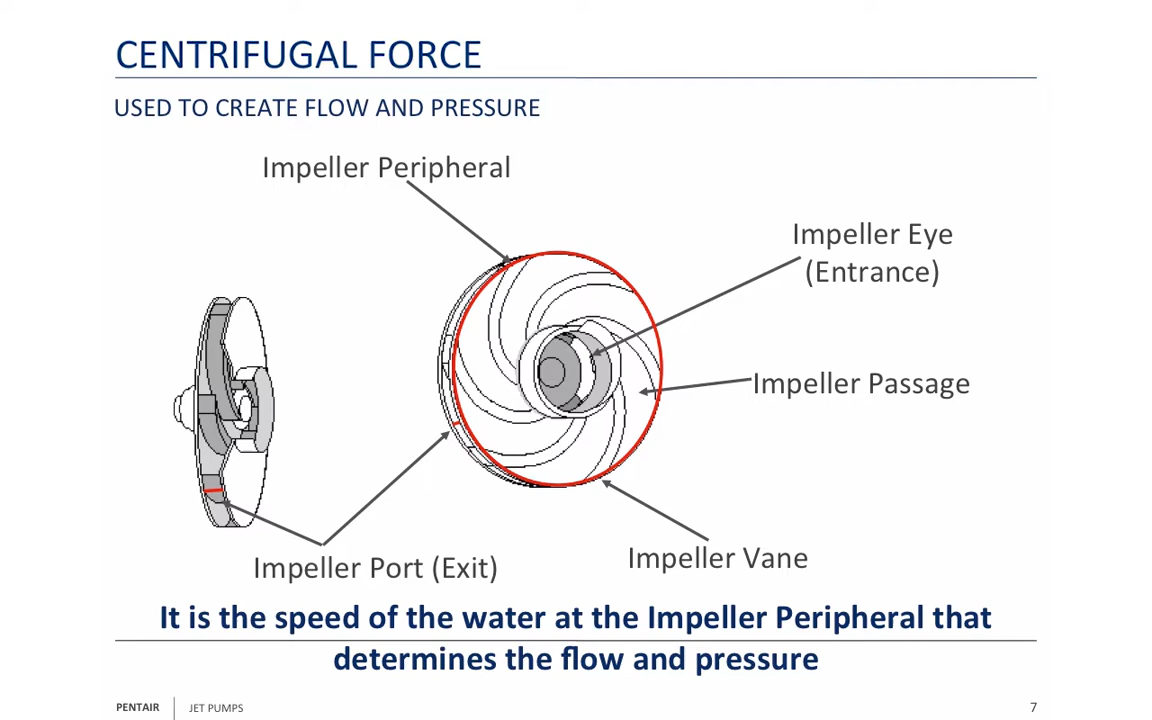 CENTRIFUGAL FORCE
USED TO CREATE FLOW AND PRESSURE
Impeller Peripheral
Impeller Eye
(Entrance)
Impeller Passage
Impeller Port (Exit)
Impeller Vane
It is the speed of the water at the Impeller Peripheral that
determines the flow and pressure
PENTAIR | JET PUMPS
7